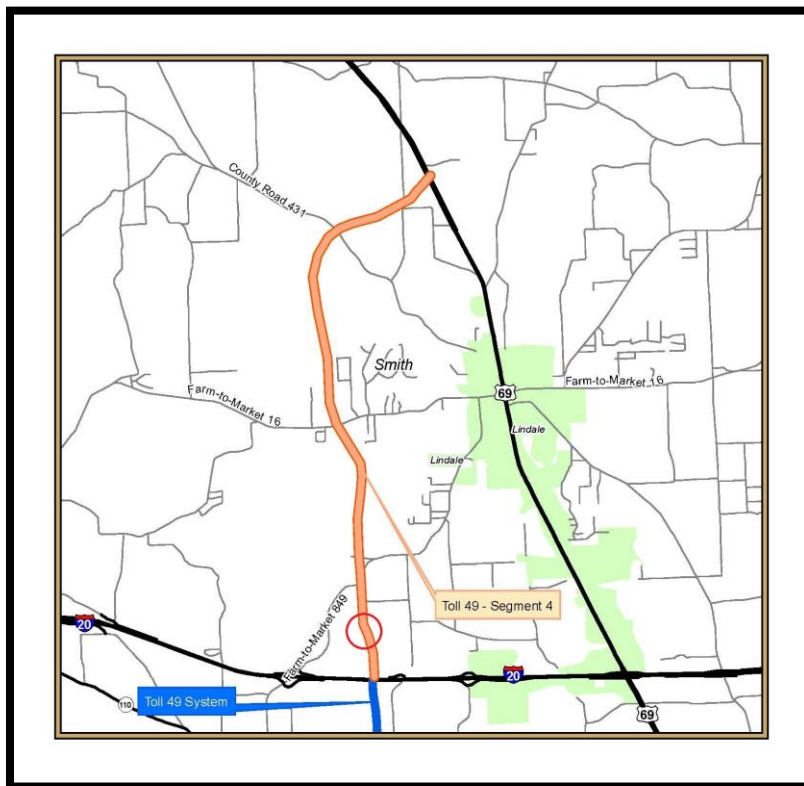 County Road 431
Smith
Farm-to-Market 16
Farm-to-Market 16
69
Lindale
Lindale
Toll 49 - Segment 4
Farm-to-Market 849
20
20
Toll 49 System
110
69